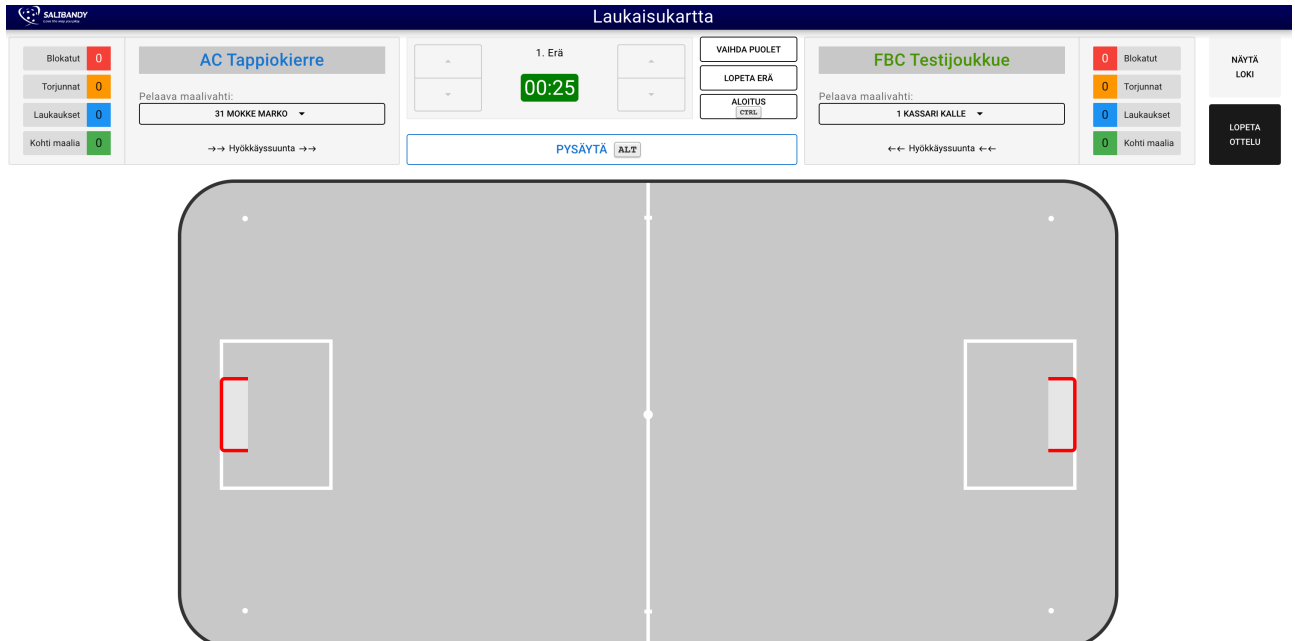 SALIBANDY
Laukaisukartta
Blokatut 0
Torjunnat 0
Laukaukset 0
Kohti maalia 0
AC Tappiokierre
Pelaava maalivahti:
31 MOKKE MARKO
→→ Hyökkäyssuunta →→
1. Erä
00:25
VAIHDA PUOLET
LOPETA ERÄ
ALOITUS
CTRL
PYSÄYTÄ ALT
FBC Testijoukkue
Pelaava maalivahti:
1 KASSARI KALLE
←← Hyökkäyssuunta ←←
0 Blokatut
0 Torjunnat
0 Laukaukset
0 Kohti maalia
NÄYTÄ
LOKI
LOPETA
OTTELU